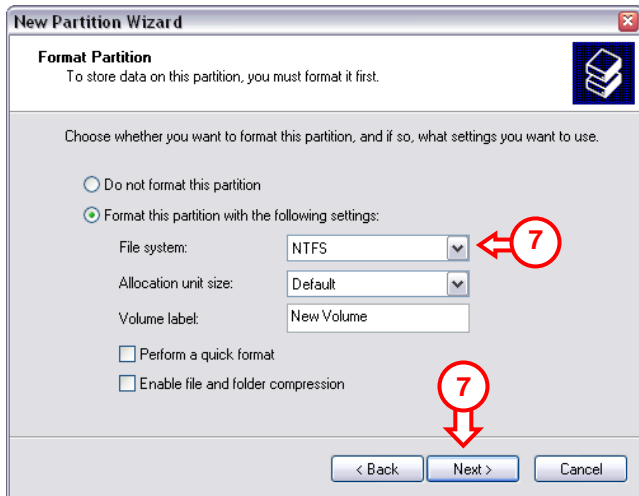 New Partition Wizard
Format Partition
To store data on this partition, you must format it first.
Choose whether you want to format this partition, and if so, what settings you want to use.
Do not format this partition
Format this partition with the following settings:
File system: NTFS 7
Allocation unit size: Default
Volume label: New Volume
Perform a quick format
Enable file and folder compression
7
< Back Next > Cancel